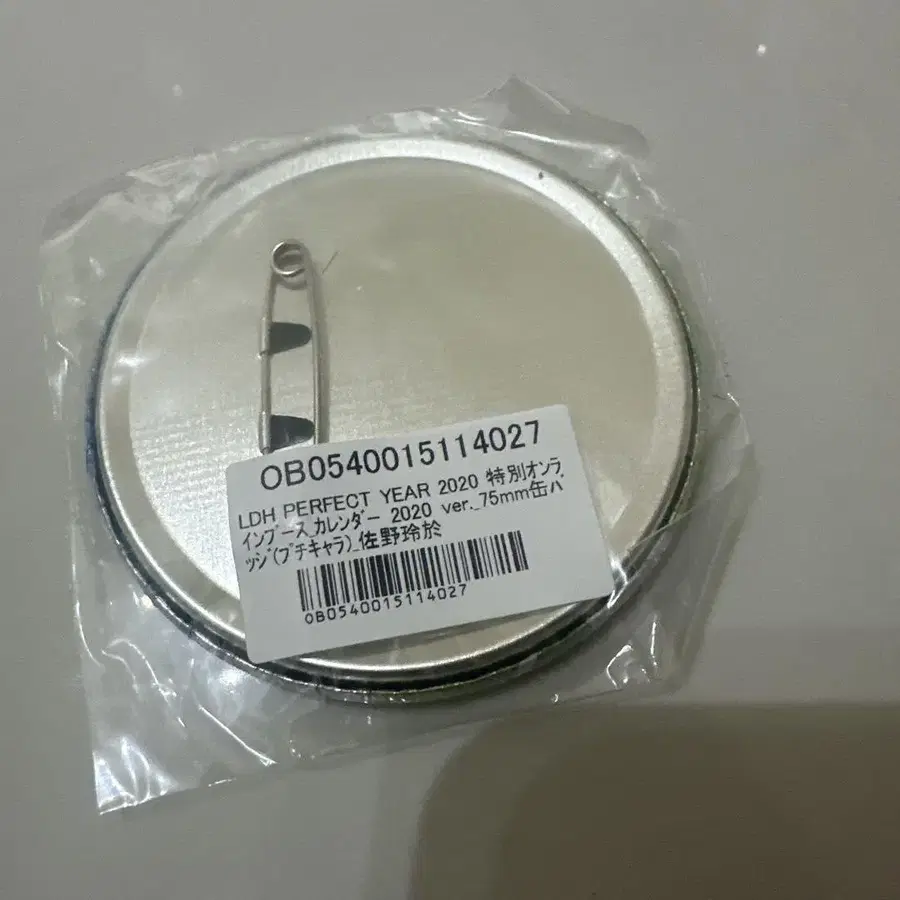 OB0540015114027
LDH PERFECT YEAR 2020 特別オンラ
インブース_カレンダー 2020 ver._75mm缶バ
ッジ(プチキャラ)_佐野玲於
OB0540015114027